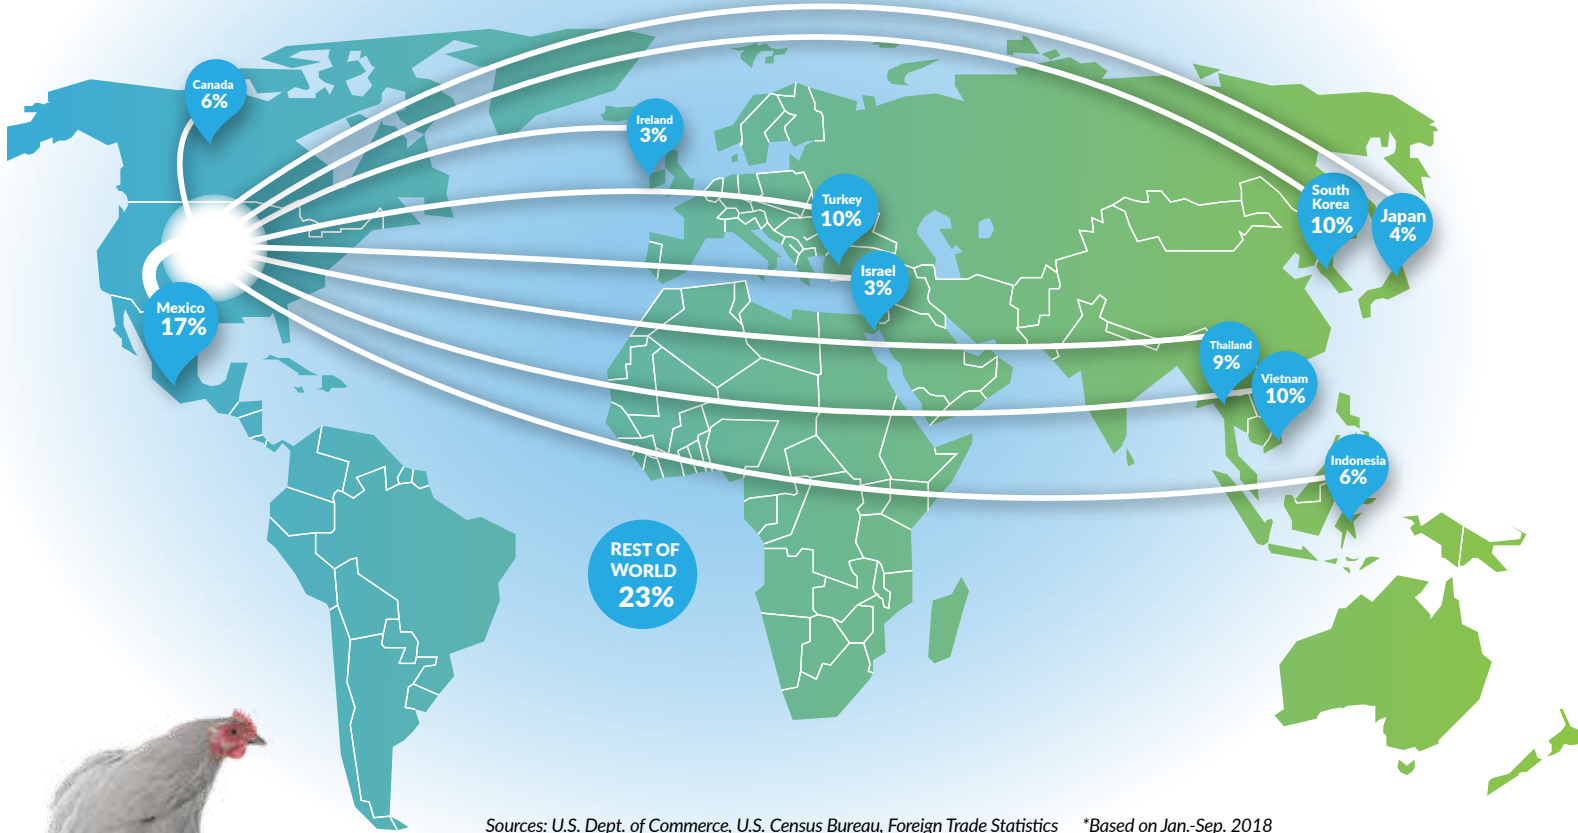 Canada
6%
Ireland
3%
Turkey
10%
South
Korea
10%
Japan
4%
Israel
3%
Mexico
17%
Thailand
9%
Vietnam
10%
Indonesia
6%
REST OF
WORLD
23%
Sources: U.S. Dept. of Commerce, U.S. Census Bureau, Foreign Trade Statistics *Based on Jan.-Sep. 2018